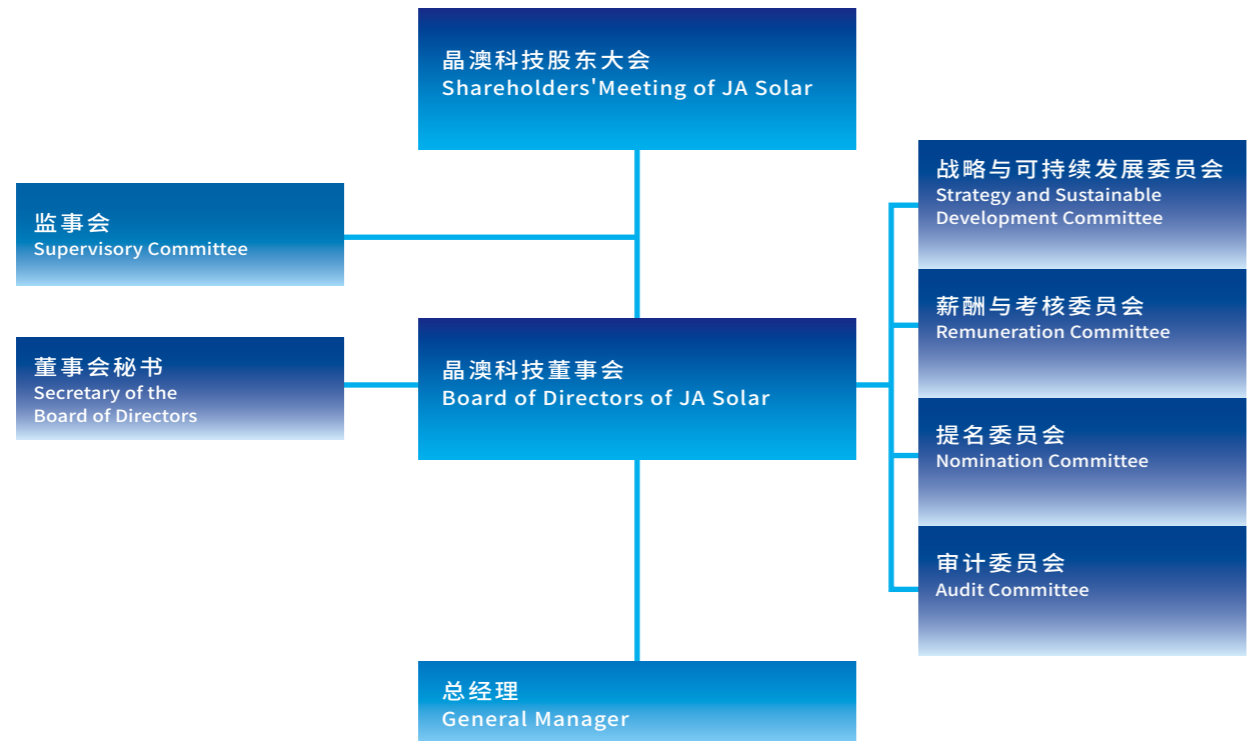 晶澳科技股东大会
Shareholders'Meeting of JA Solar
监事会
Supervisory Committee
董事会秘书
Secretary of the
Board of Directors
晶澳科技董事会
Board of Directors of JA Solar
战略与可持续发展委员会
Strategy and Sustainable
Development Committee
薪酬与考核委员会
Remuneration Committee
提名委员会
Nomination Committee
审计委员会
Audit Committee
总经理
General Manager